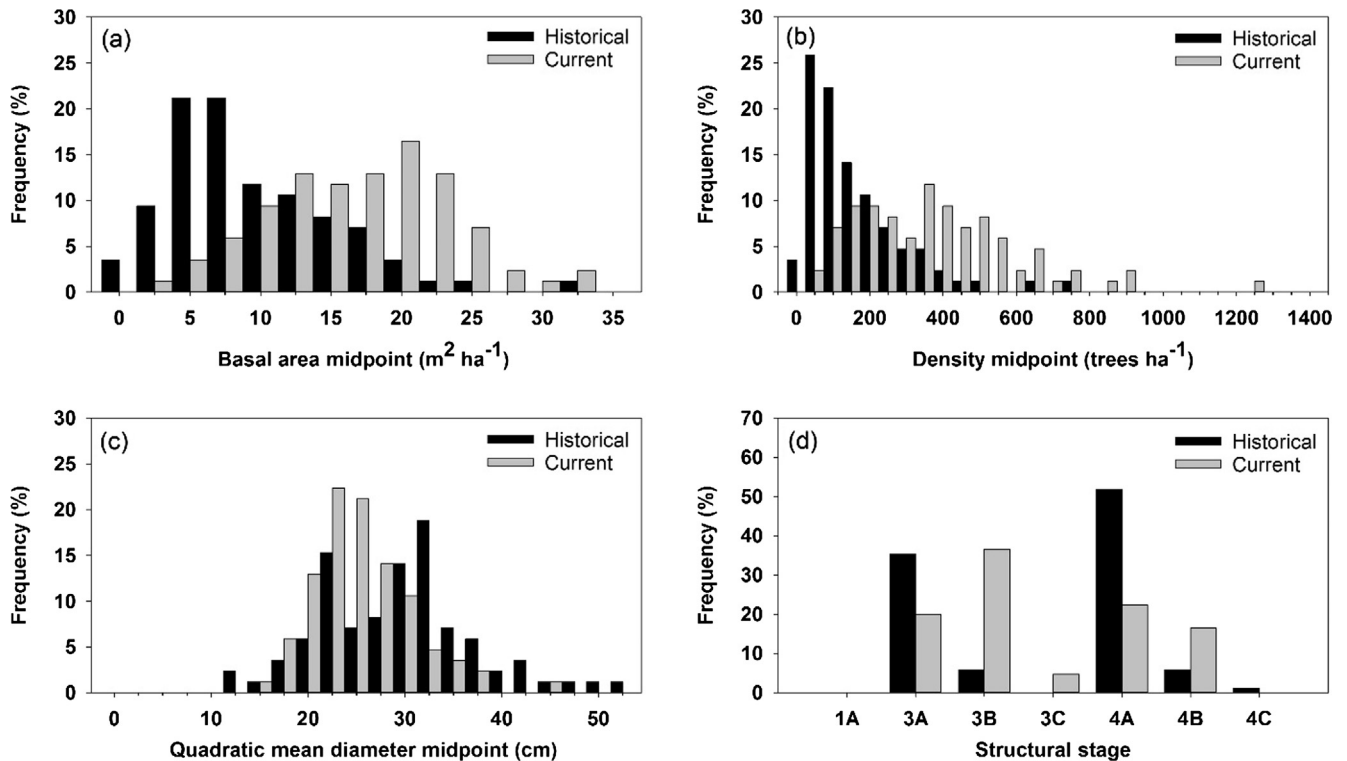 (a)
Historical
Current
30
25
20
15
10
5
0
Frequency (%)
0 5 10 15 20 25 30 35
Basal area midpoint (m² ha⁻¹)
(b)
Historical
Current
30
25
20
15
10
5
0
Frequency (%)
0 200 400 600 800 1000 1200 1400
Density midpoint (trees ha⁻¹)
(c)
Historical
Current
30
25
20
15
10
5
0
Frequency (%)
0 10 20 30 40 50
Quadratic mean diameter midpoint (cm)
(d)
Historical
Current
70
60
50
40
30
20
10
0
Frequency (%)
1A 3A 3B 3C 4A 4B 4C
Structural stage